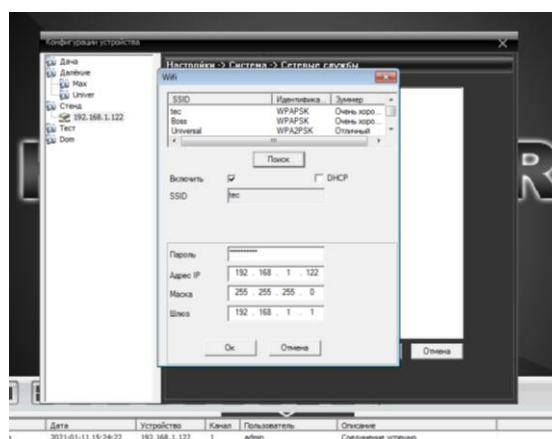 Конфигурации устройства
Дача
Далёкие
Max
Univer
Стенд
192.168.1.122
Тест
Dom
Настройки -> Система -> Сетевые службы
Wifi
SSID Идентифика... Зуммер
tec WPAPSK Очень хоро...
Boss WPAPSK Очень хоро...
Universal WPA2PSK Отличный
Поиск
Включить DHCP
SSID tec
Пароль **********
Адрес IP 192 . 168 . 1 . 122
Маска 255 . 255 . 255 . 0
Шлюз 192 . 168 . 1 . 1
Ок Отмена
Отмена
R
Дата Устройство Канал Пользователь Описание
2021-01-11 15:24:22 192.168.1.122 1 admin Соединение успешно